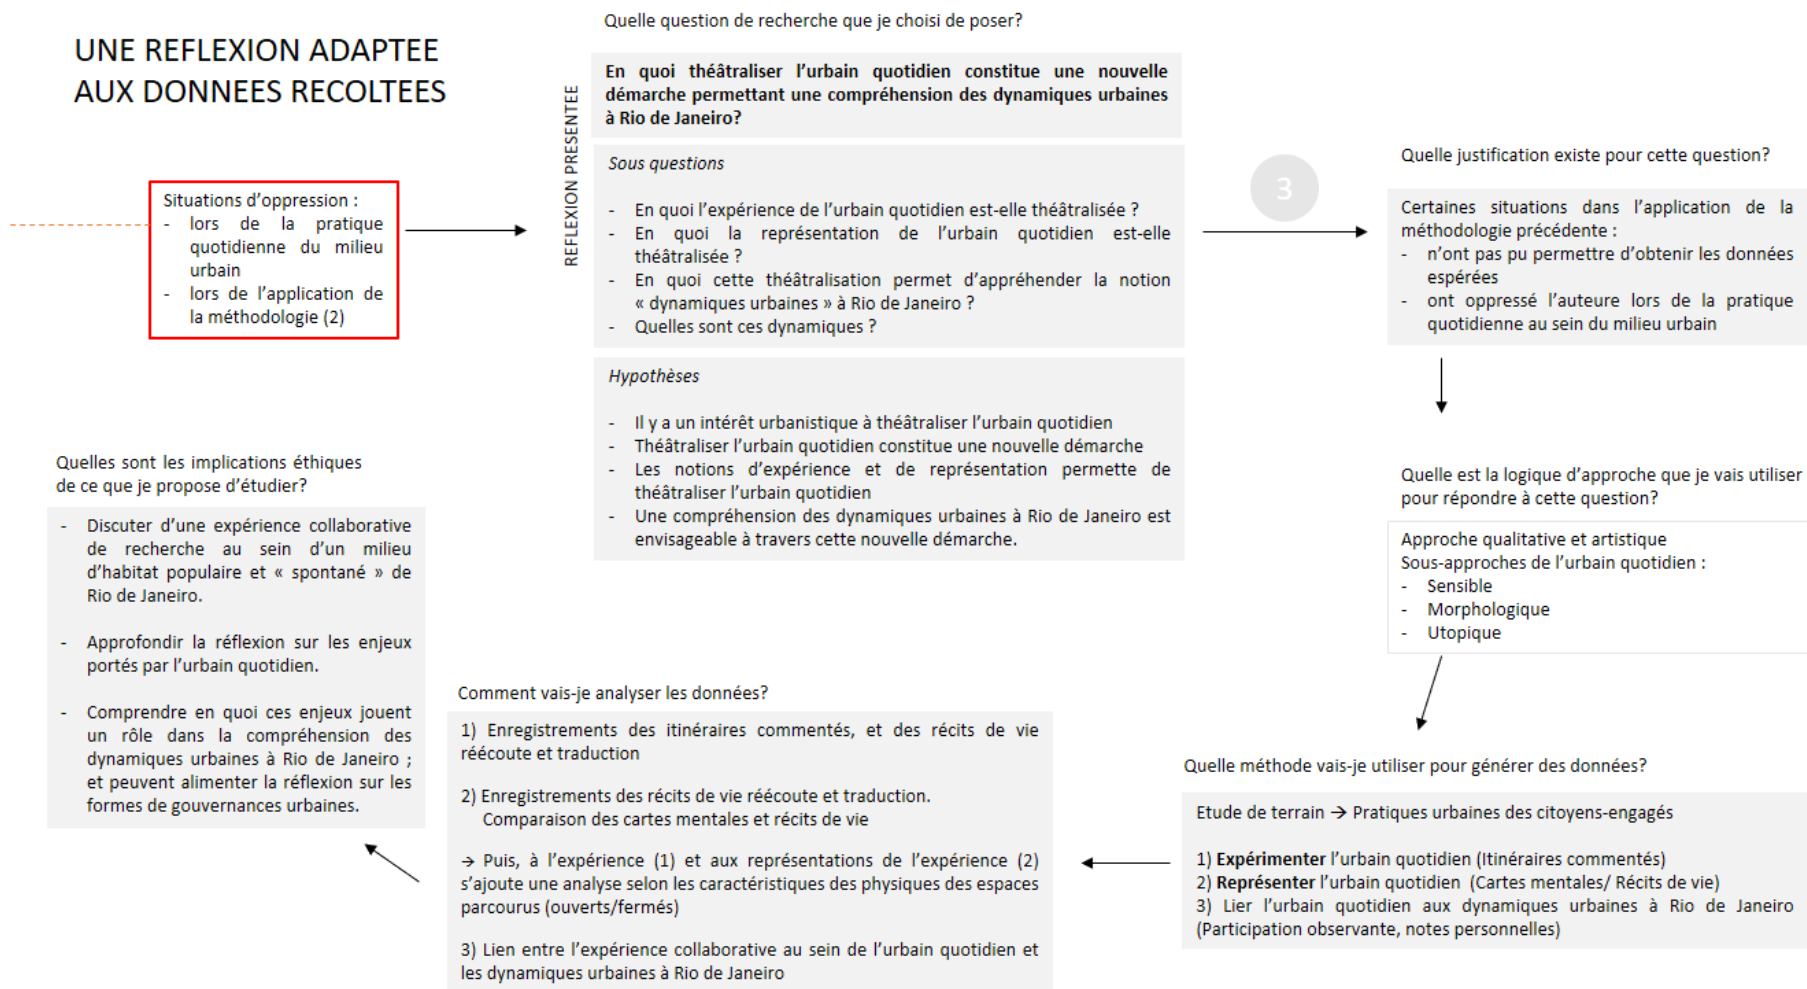 UNE REFLEXION ADAPTEE
AUX DONNEES RECOLTEES
Situations d'oppression :
- lors de la pratique
quotidienne du milieu
urbain
- lors de l'application de
la méthodologie (2)
REFLEXION PRESENTEE
Quelle question de recherche que je choisi de poser?
En quoi théâtraliser l'urbain quotidien constitue une nouvelle
démarche permettant une compréhension des dynamiques urbaines
à Rio de Janeiro?
Sous questions
- En quoi l'expérience de l'urbain quotidien est-elle théâtralisée ?
- En quoi la représentation de l'urbain quotidien est-elle
théâtralisée ?
- En quoi cette théâtralisation permet d'appréhender la notion
« dynamiques urbaines » à Rio de Janeiro ?
- Quelles sont ces dynamiques ?
Hypothèses
- Il y a un intérêt urbanistique à théâtraliser l'urbain quotidien
- Théâtraliser l'urbain quotidien constitue une nouvelle démarche
- Les notions d'expérience et de représentation permette de
théâtraliser l'urbain quotidien
- Une compréhension des dynamiques urbaines à Rio de Janeiro est
envisageable à travers cette nouvelle démarche.
3
Quelle justification existe pour cette question?
Certaines situations dans l'application de la
méthodologie précédente :
- n'ont pas pu permettre d'obtenir les données
espérées
- ont oppressé l'auteure lors de la pratique
quotidienne au sein du milieu urbain
Quelle est la logique d'approche que je vais utiliser
pour répondre à cette question?
Approche qualitative et artistique
Sous-approches de l'urbain quotidien :
- Sensible
- Morphologique
- Utopique
Quelle méthode vais-je utiliser pour générer des données?
Etude de terrain → Pratiques urbaines des citoyens-engagés
1) Expérimenter l'urbain quotidien (Itinéraires commentés)
2) Représenter l'urbain quotidien (Cartes mentales/ Récits de vie)
3) Lier l'urbain quotidien aux dynamiques urbaines à Rio de Janeiro
(Participation observante, notes personnelles)
Comment vais-je analyser les données?
1) Enregistrements des itinéraires commentés, et des récits de vie
réécoute et traduction
2) Enregistrements des récits de vie réécoute et traduction.
Comparaison des cartes mentales et récits de vie
→ Puis, à l'expérience (1) et aux représentations de l'expérience (2)
s'ajoute une analyse selon les caractéristiques des physiques des espaces
parcourus (ouverts/fermés)
3) Lien entre l'expérience collaborative au sein de l'urbain quotidien et
les dynamiques urbaines à Rio de Janeiro
Quelles sont les implications éthiques
de ce que je propose d'étudier?
- Discuter d'une expérience collaborative
de recherche au sein d'un milieu
d'habitat populaire et « spontané » de
Rio de Janeiro.
- Approfondir la réflexion sur les enjeux
portés par l'urbain quotidien.
- Comprendre en quoi ces enjeux jouent
un rôle dans la compréhension des
dynamiques urbaines à Rio de Janeiro ;
et peuvent alimenter la réflexion sur les
formes de gouvernances urbaines.